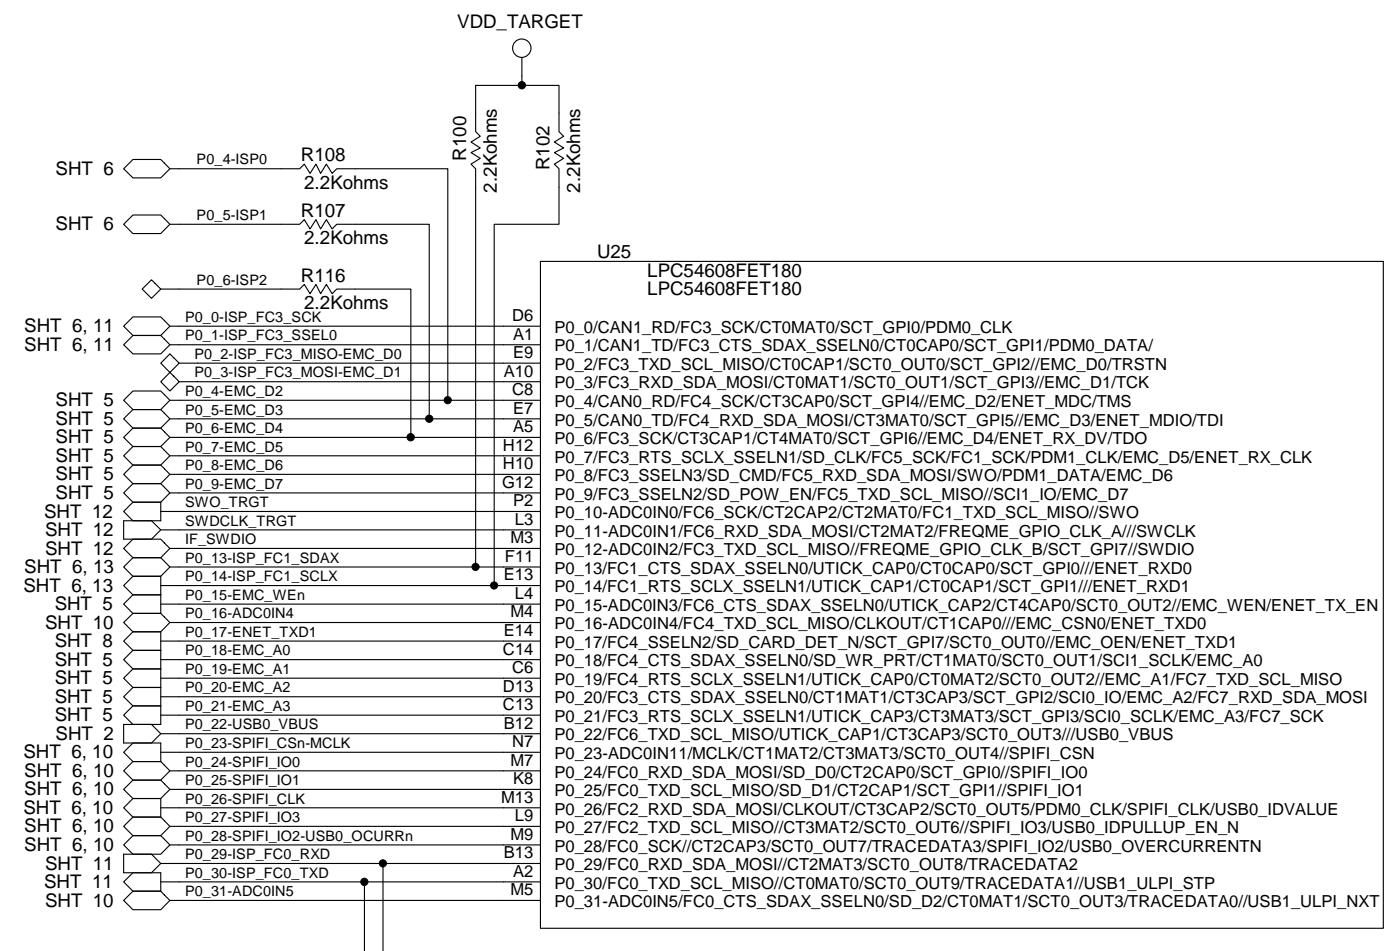 VDD_TARGET
R100
2.2Kohms
R102
2.2Kohms
SHT 6 P0_4-ISP0 R108
2.2Kohms
SHT 6 P0_5-ISP1 R107
2.2Kohms
P0_6-ISP2 R116
2.2Kohms
U25
LPC54608FET180
LPC54608FET180
SHT 6, 11 P0_0-ISP_FC3_SCK D6 P0_0/CAN1_RD/FC3_SCK/CT0MAT0/SCT_GPI0/PDM0_CLK
SHT 6, 11 P0_1-ISP_FC3_SSEL0 A1 P0_1/CAN1_TD/FC3_CTS_SDAX_SSELN0/CT0CAP0/SCT_GPI1/PDM0_DATA/
P0_2-ISP_FC3_MISO-EMC_D0 E9 P0_2/FC3_TXD_SCL_MISO/CT0CAP1/SCT0_OUT0/SCT_GPI2//EMC_D0/TRSTN
P0_3-ISP_FC3_MOSI-EMC_D1 A10 P0_3/FC3_RXD_SDA_MOSI/CT0MAT1/SCT0_OUT1/SCT_GPI3//EMC_D1/TCK
SHT 5 P0_4-EMC_D2 C8 P0_4/CAN0_RD/FC4_SCK/CT3CAP0/SCT_GPI4//EMC_D2/ENET_MDC/TMS
SHT 5 P0_5-EMC_D3 E7 P0_5/CAN0_TD/FC4_RXD_SDA_MOSI/CT3MAT0/SCT_GPI5//EMC_D3/ENET_MDIO/TDI
SHT 5 P0_6-EMC_D4 A5 P0_6/FC3_SCK/CT3CAP1/CT4MAT0/SCT_GPI6//EMC_D4/ENET_RX_DV/TDO
SHT 5 P0_7-EMC_D5 H12 P0_7/FC3_RTS_SCLX_SSELN1/SD_CLK/FC5_SCK/FC1_SCK/PDM1_CLK/EMC_D5/ENET_RX_CLK
SHT 5 P0_8-EMC_D6 H10 P0_8/FC3_SSELN3/SD_CMD/FC5_RXD_SDA_MOSI/SWO/PDM1_DATA/EMC_D6
SHT 5 P0_9-EMC_D7 G12 P0_9/FC3_SSELN2/SD_POW_EN/FC5_TXD_SCL_MISO//SCI1_IO/EMC_D7
SHT 12 SWO_TRGT P2 P0_10-ADC0IN0/FC6_SCK/CT2CAP2/CT2MAT0/FC1_TXD_SCL_MISO//SWO
SHT 12 SWDCLK_TRGT L3 P0_11-ADC0IN1/FC6_RXD_SDA_MOSI/CT2MAT2/FREQME_GPIO_CLK_A///SWCLK
SHT 12 IF_SWDIO M3 P0_12-ADC0IN2/FC3_TXD_SCL_MISO//FREQME_GPIO_CLK_B/SCT_GPI7//SWDIO
SHT 6, 13 P0_13-ISP_FC1_SDAX F11 P0_13/FC1_CTS_SDAX_SSELN0/UTICK_CAP0/CT0CAP0/SCT_GPI0///ENET_RXD0
SHT 6, 13 P0_14-ISP_FC1_SCLX E13 P0_14/FC1_RTS_SCLX_SSELN1/UTICK_CAP1/CT0CAP1/SCT_GPI1///ENET_RXD1
SHT 5 P0_15-EMC_WEn L4 P0_15-ADC0IN3/FC6_CTS_SDAX_SSELN0/UTICK_CAP2/CT4CAP0/SCT0_OUT2//EMC_WEN/ENET_TX_EN
SHT 10 P0_16-ADC0IN4 M4 P0_16-ADC0IN4/FC4_TXD_SCL_MISO/CLKOUT/CT1CAP0///EMC_CSN0/ENET_TXD0
SHT 8 P0_17-ENET_TXD1 E14 P0_17/FC4_SSELN2/SD_CARD_DET_N/SCT_GPI7/SCT0_OUT0//EMC_OEN/ENET_TXD1
SHT 5 P0_18-EMC_A0 C14 P0_18/FC4_CTS_SDAX_SSELN0/SD_WR_PRT/CT1MAT0/SCT0_OUT1/SCI1_SCLK/EMC_A0
SHT 5 P0_19-EMC_A1 C6 P0_19/FC4_RTS_SCLX_SSELN1/UTICK_CAP0/CT0MAT2/SCT0_OUT2//EMC_A1/FC7_TXD_SCL_MISO
SHT 5 P0_20-EMC_A2 D13 P0_20/FC3_CTS_SDAX_SSELN0/CT1MAT1/CT3CAP3/SCT_GPI2/SCI0_IO/EMC_A2/FC7_RXD_SDA_MOSI
SHT 5 P0_21-EMC_A3 C13 P0_21/FC3_RTS_SCLX_SSELN1/UTICK_CAP3/CT3MAT3/SCT_GPI3/SCI0_SCLK/EMC_A3/FC7_SCK
SHT 2 P0_22-USB0_VBUS B12 P0_22/FC6_TXD_SCL_MISO/UTICK_CAP1/CT3CAP3/SCT0_OUT3///USB0_VBUS
SHT 6, 10 P0_23-SPIFI_CSn-MCLK N7 P0_23-ADC0IN11/MCLK/CT1MAT2/CT3MAT3/SCT0_OUT4//SPIFI_CSN
SHT 6, 10 P0_24-SPIFI_IO0 M7 P0_24/FC0_RXD_SDA_MOSI/SD_D0/CT2CAP0/SCT_GPI0//SPIFI_IO0
SHT 6, 10 P0_25-SPIFI_IO1 K8 P0_25/FC0_TXD_SCL_MISO/SD_D1/CT2CAP1/SCT_GPI1//SPIFI_IO1
SHT 6, 10 P0_26-SPIFI_CLK M13 P0_26/FC2_RXD_SDA_MOSI/CLKOUT/CT3CAP2/SCT0_OUT5/PDM0_CLK/SPIFI_CLK/USB0_IDVALUE
SHT 6, 10 P0_27-SPIFI_IO3 L9 P0_27/FC2_TXD_SCL_MISO//CT3MAT2/SCT0_OUT6//SPIFI_IO3/USB0_IDPULLUP_EN_N
SHT 6, 10 P0_28-SPIFI_IO2-USB0_OCURRn M9 P0_28/FC0_SCK//CT2CAP3/SCT0_OUT7/TRACEDATA3/SPIFI_IO2/USB0_OVERCURRENTN
SHT 11 P0_29-ISP_FC0_RXD B13 P0_29/FC0_RXD_SDA_MOSI//CT2MAT3/SCT0_OUT8/TRACEDATA2
SHT 11 P0_30-ISP_FC0_TXD A2 P0_30/FC0_TXD_SCL_MISO//CT0MAT0/SCT0_OUT9/TRACEDATA1//USB1_ULPI_STP
SHT 10 P0_31-ADC0IN5 M5 P0_31-ADC0IN5/FC0_CTS_SDAX_SSELN0/SD_D2/CT0MAT1/SCT0_OUT3/TRACEDATA0//USB1_ULPI_NXT